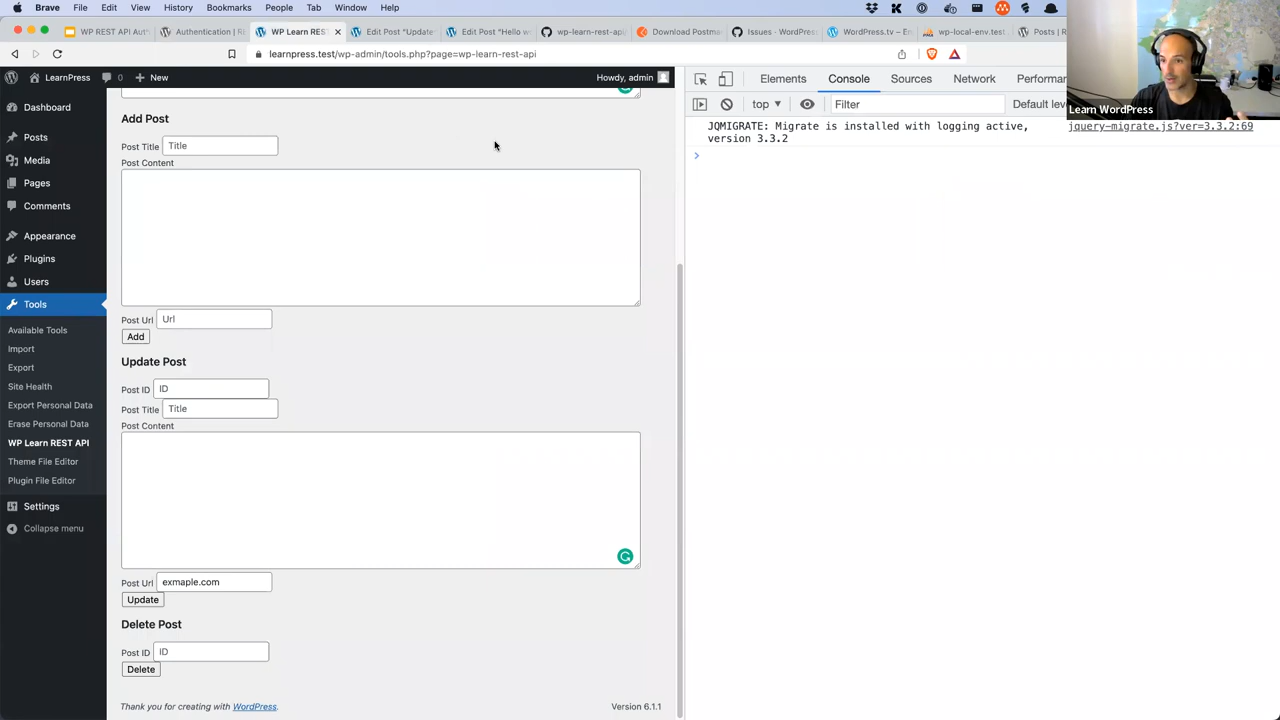 Brave File Edit View History Bookmarks People Tab Window Help
WP REST API Auth
Authentication | R
WP Learn REST
Edit Post "Update
Edit Post "Hello w
wp-learn-rest-api
Download Postma
Issues · WordPress
WordPress.tv – En
wp-local-env.test
Posts | R
learnpress.test/wp-admin/tools.php?page=wp-learn-rest-api
LearnPress 0 + New Howdy, admin
Dashboard
Posts
Media
Pages
Comments
Appearance
Plugins
Users
Tools
Available Tools
Import
Export
Site Health
Export Personal Data
Erase Personal Data
WP Learn REST API
Theme File Editor
Plugin File Editor
Settings
Collapse menu
Add Post
Post Title Title
Post Content
Post Url Url
Add
Update Post
Post ID ID
Post Title Title
Post Content
Post Url exmaple.com
Update
Delete Post
Post ID ID
Delete
Thank you for creating with WordPress.
Version 6.1.1
Elements Console Sources Network Performa
top Filter Default leve
JQMIGRATE: Migrate is installed with logging active,
version 3.3.2
jquery-migrate.js?ver=3.3.2:69
Learn WordPress